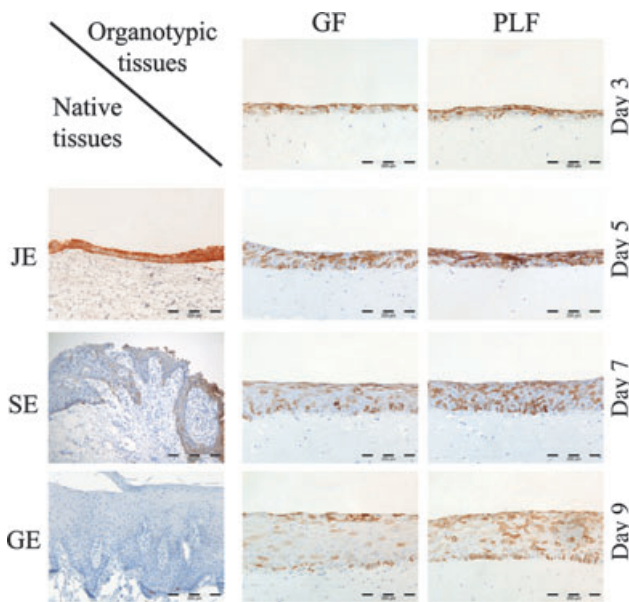 Organotypic
tissues
Native
tissues
GF
PLF
Day 3
JE
Day 5
SE
Day 7
GE
Day 9